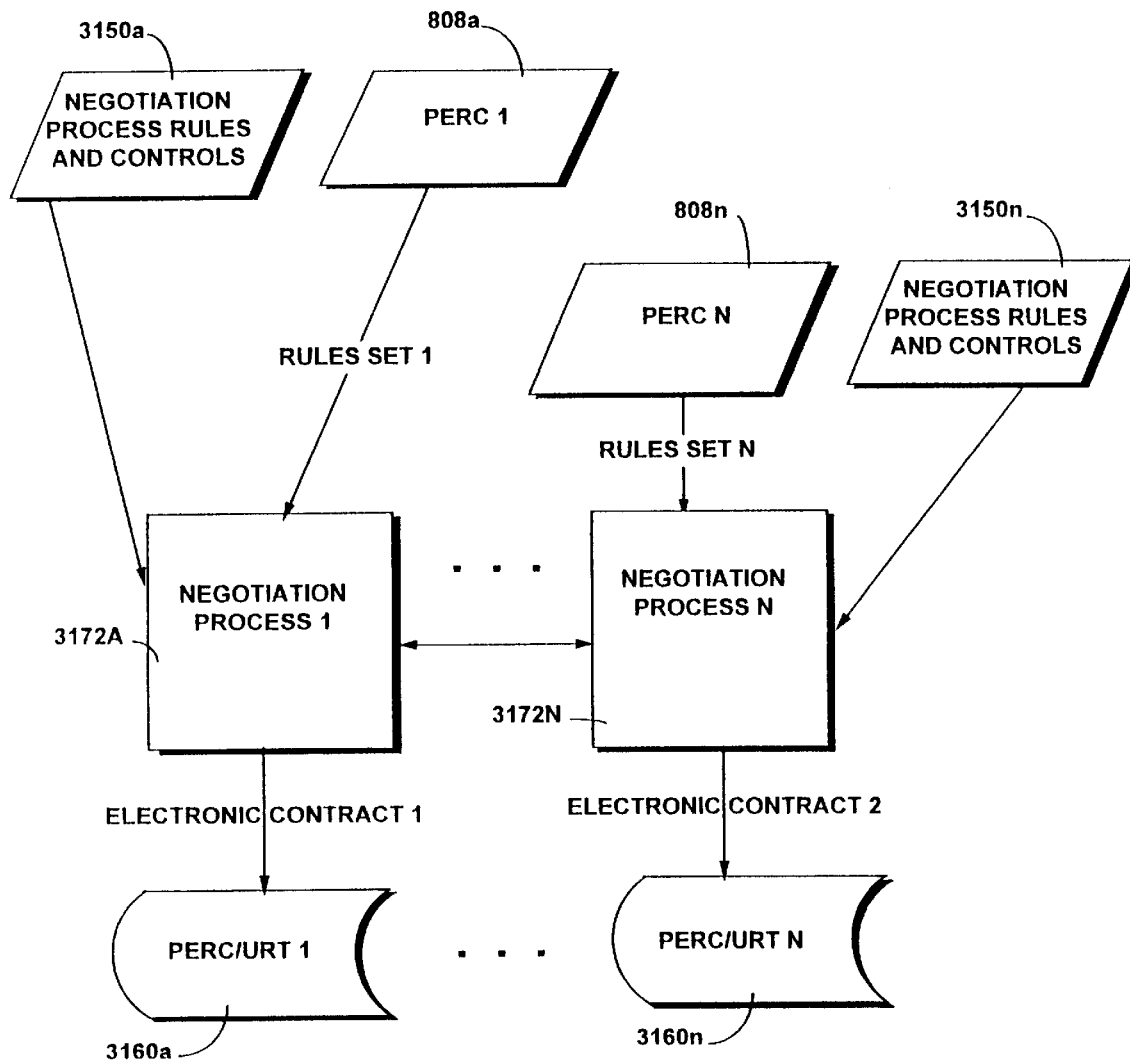 3150a
808a
NEGOTIATION
PROCESS RULES
AND CONTROLS
PERC 1
808n
3150n
PERC N
NEGOTIATION
PROCESS RULES
AND CONTROLS
RULES SET 1
RULES SET N
NEGOTIATION
PROCESS 1
. . .
NEGOTIATION
PROCESS N
3172A
3172N
ELECTRONIC CONTRACT 1
ELECTRONIC CONTRACT 2
PERC/URT 1
. . .
PERC/URT N
3160a
3160n